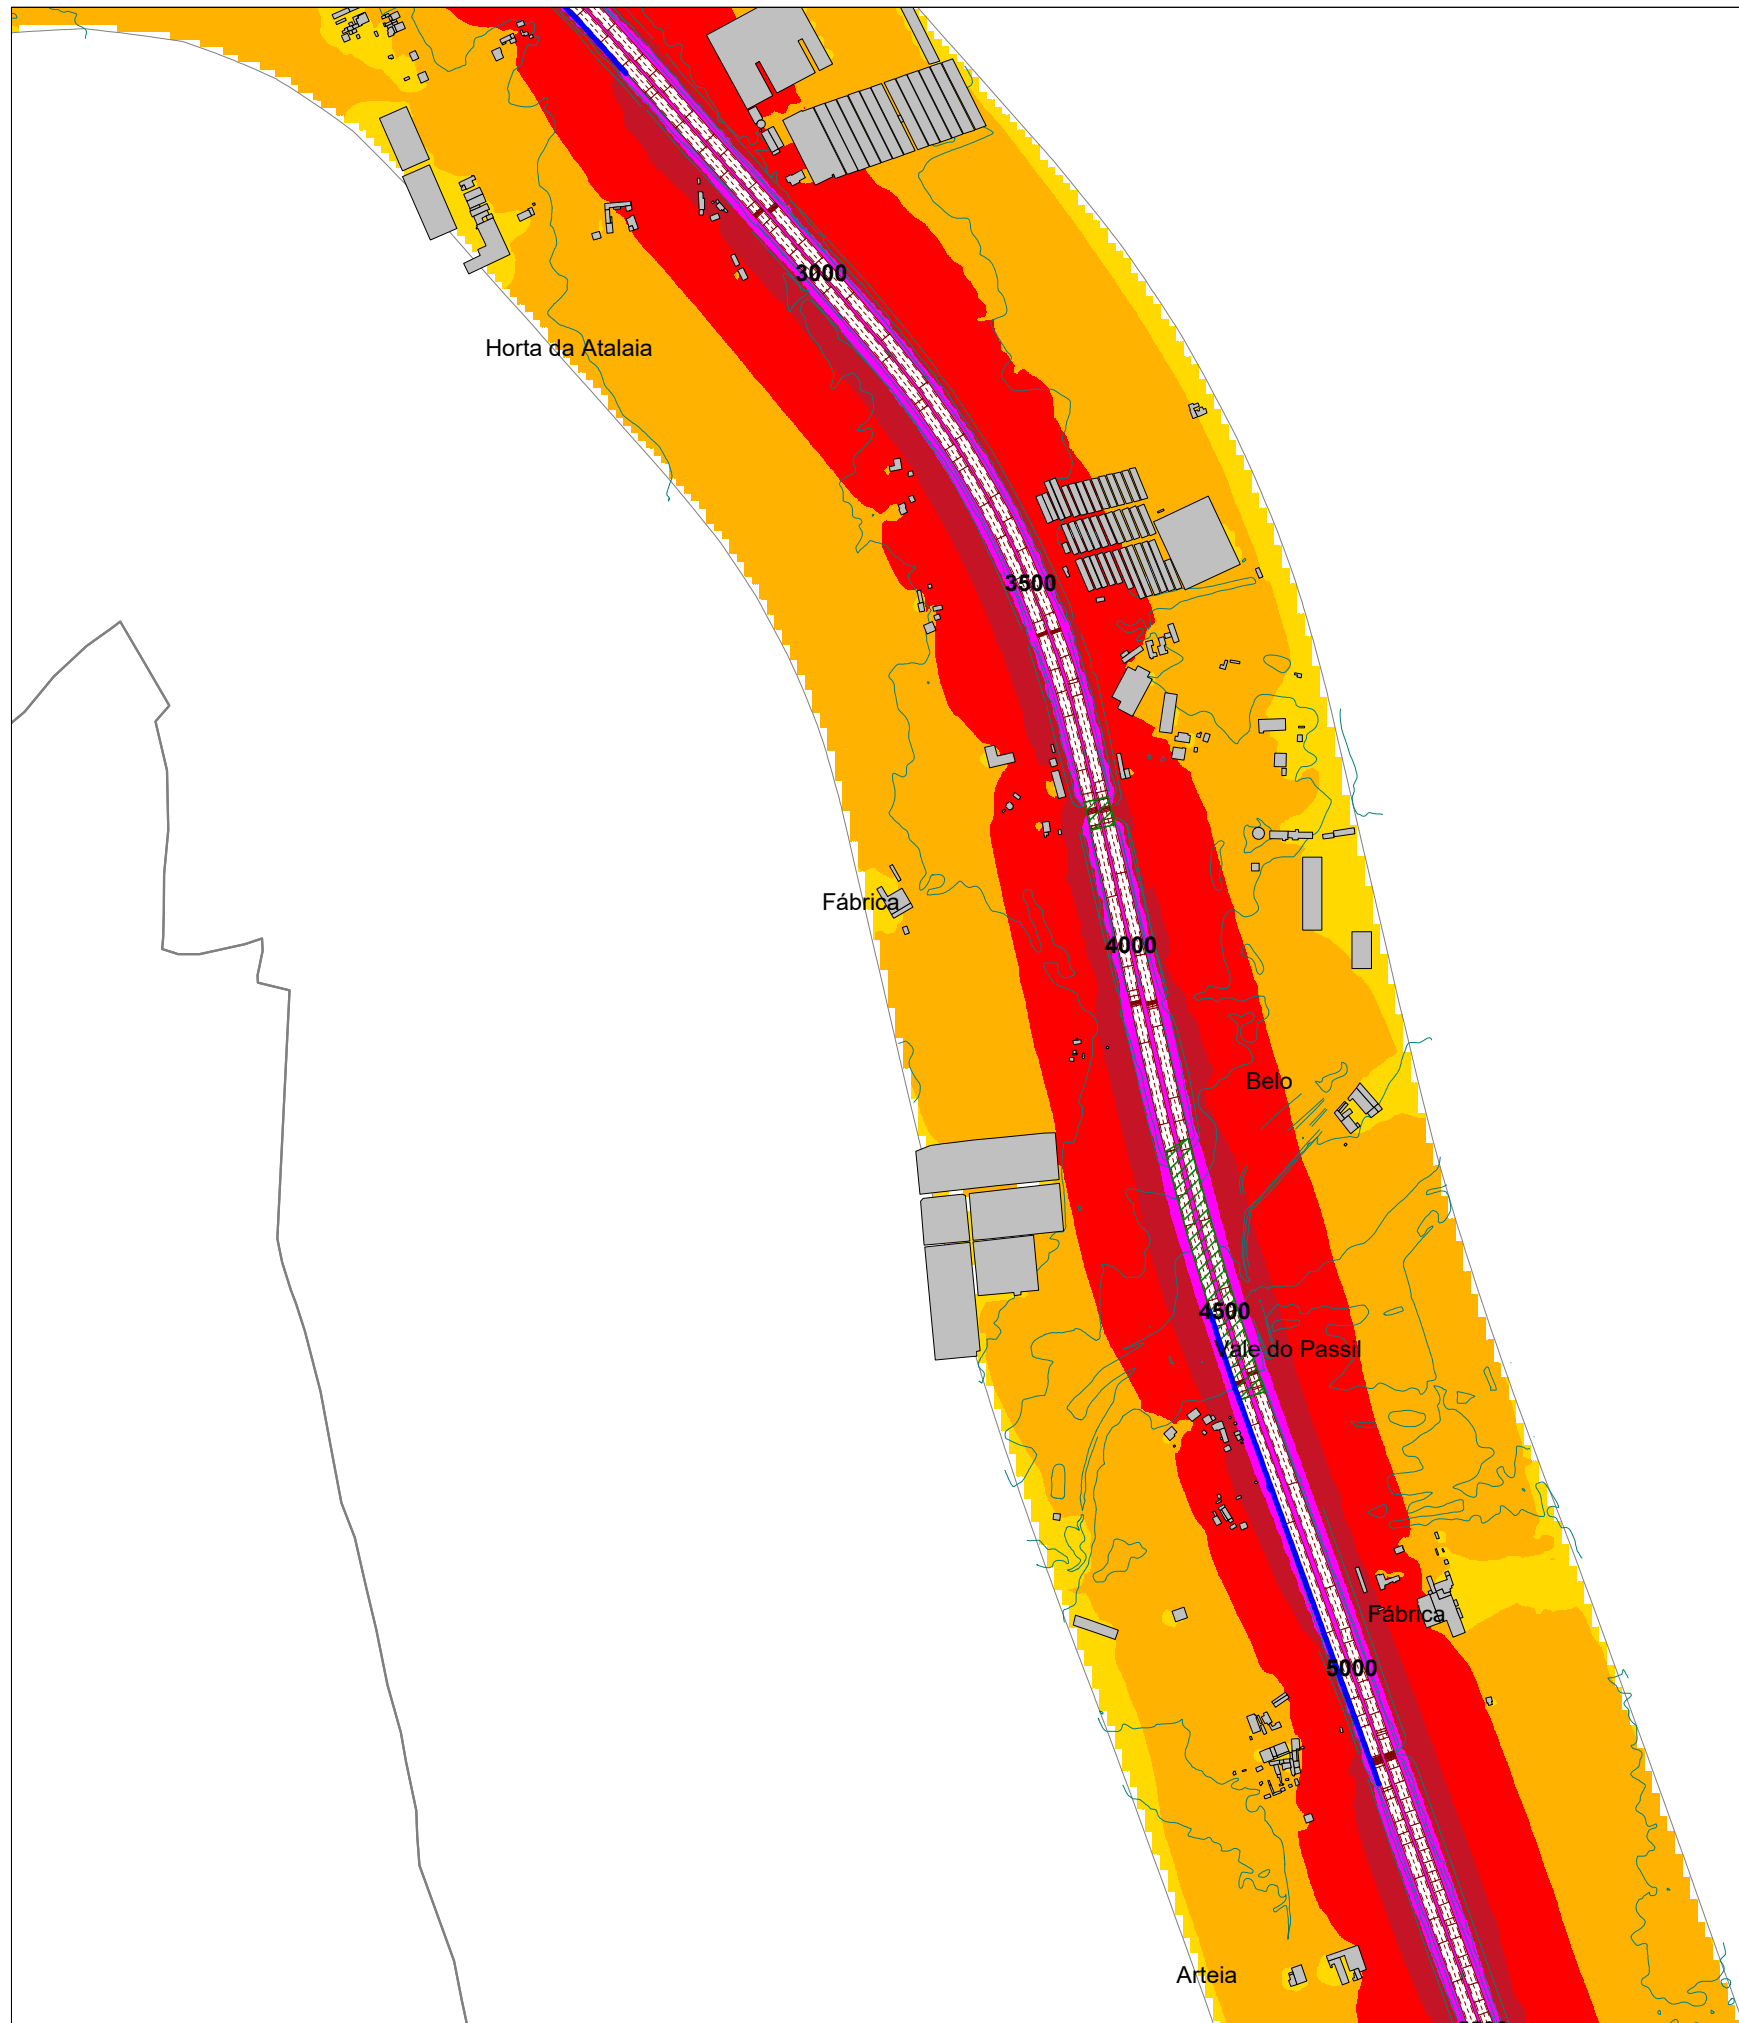 3000
Horta da Atalaia
3500
Fábrica
4000
Belo
4500
Vale do Passil
Fábrica
5000
Arteia